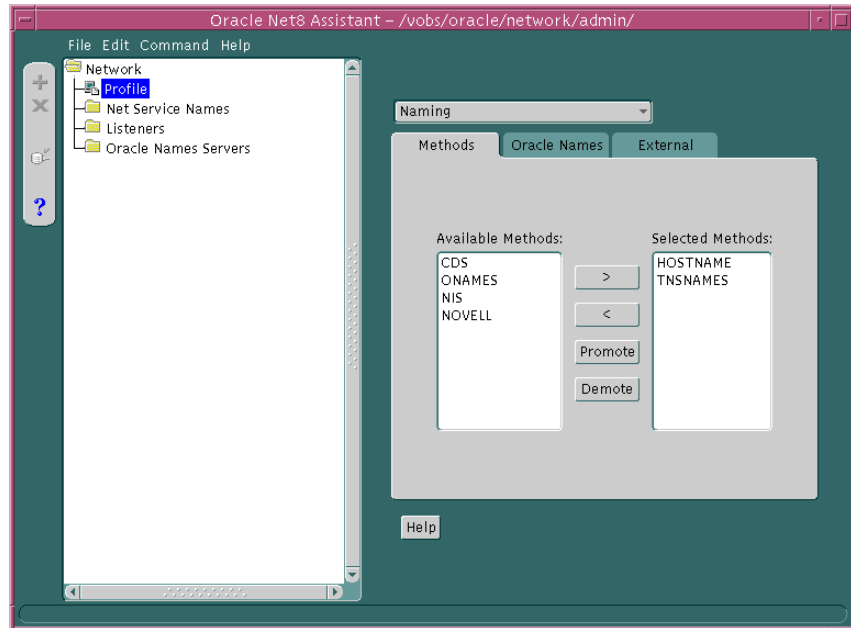 Oracle Net8 Assistant – /vobs/oracle/network/admin/
File Edit Command Help
Network
Profile
Net Service Names
Listeners
Oracle Names Servers
?
Naming
Methods Oracle Names External
Available Methods: Selected Methods:
CDS
ONAMES
NIS
NOVELL
>
<
Promote
Demote
HOSTNAME
TNSNAMES
Help